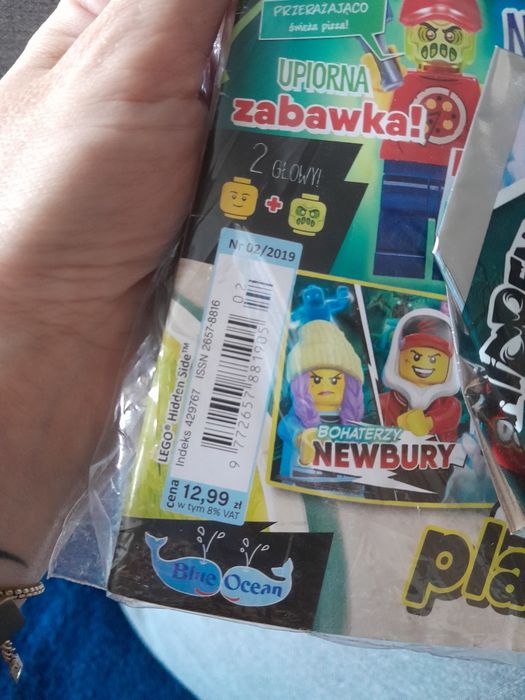 PRZERAŻAJĄCO
świeża pizza!
UPIORNA
zabawka!
2 GŁOWY!
+
Nr 02/2019
02
LEGO® Hidden Side™
Indeks 429767 ISSN 2657-8816
9 772657 881905
cena 12,99 zł
w tym 8% VAT
BOHATERZY
NEWBURY
Blue Ocean
pla